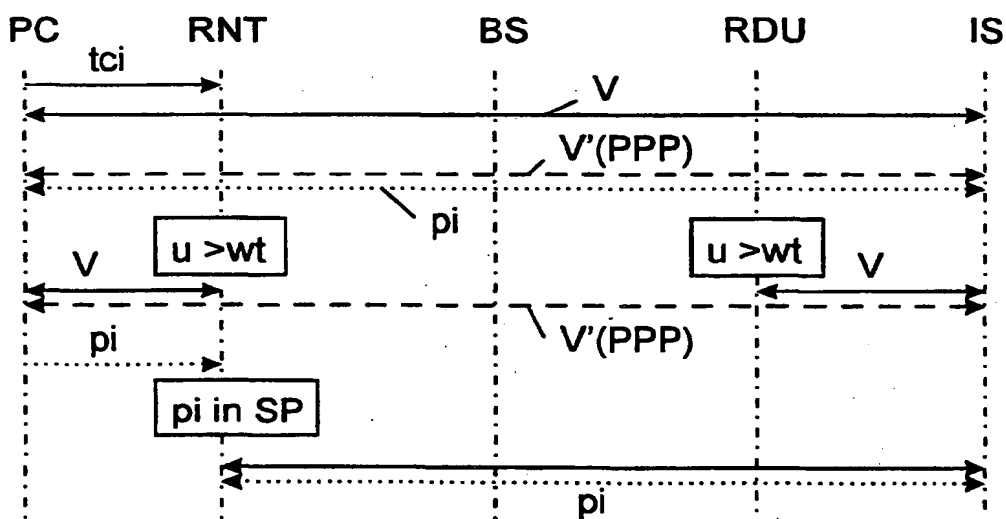 PC RNT BS RDU IS
tci
V
V'(PPP)
pi
u >wt u >wt
V V
V'(PPP)
pi
pi in SP
pi